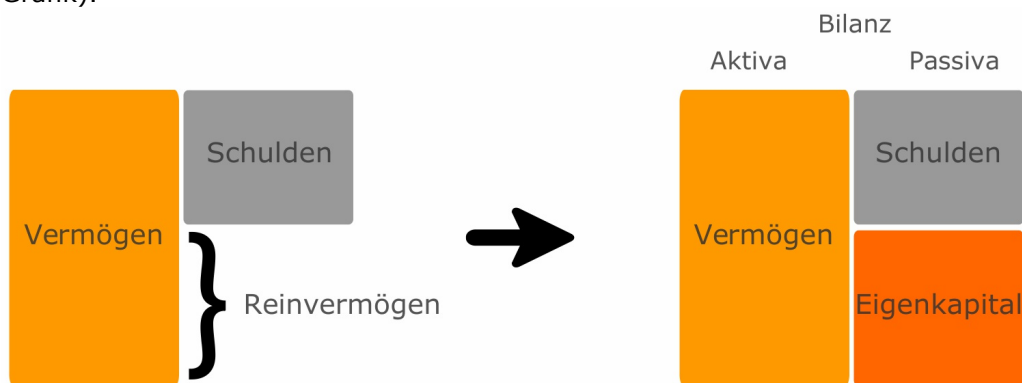 Grafik):
Bilanz
Aktiva Passiva
Schulden Schulden
Vermögen Vermögen
Reinvermögen Eigenkapital